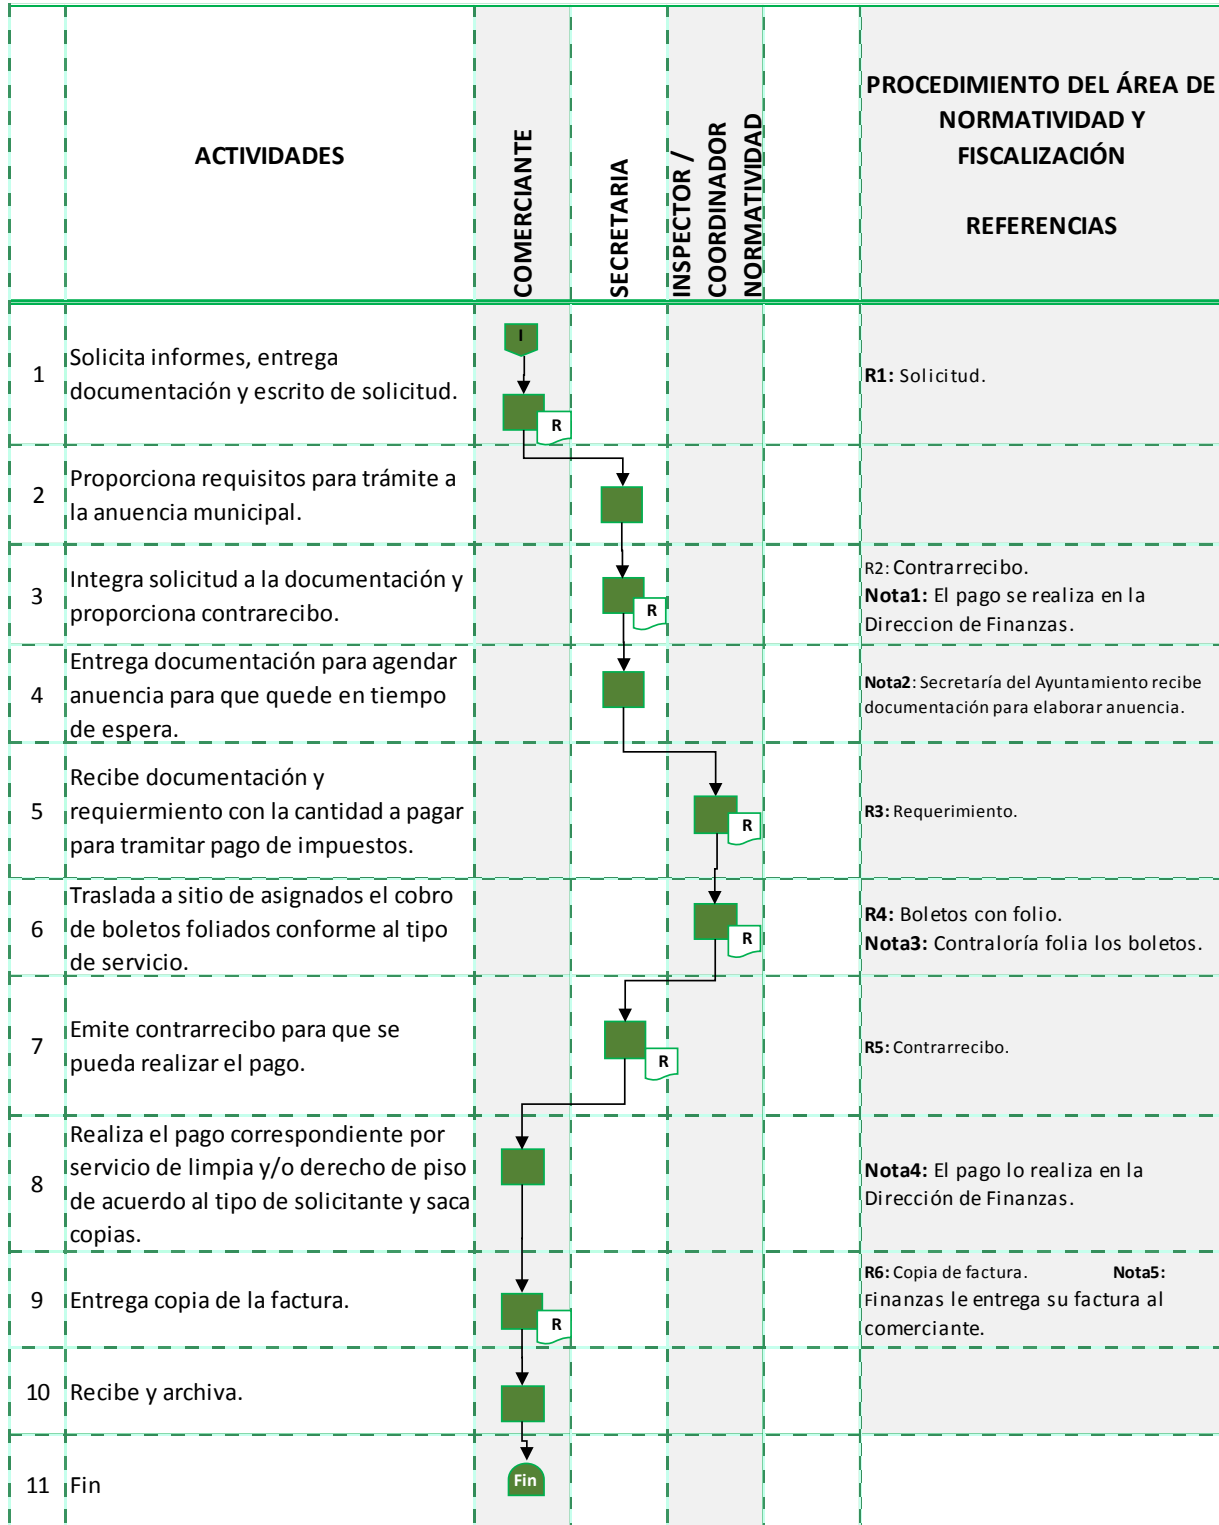 ACTIVIDADES
COMERCIANTE
SECRETARIA
INSPECTOR /
COORDINADOR
NORMATIVIDAD
PROCEDIMIENTO DEL ÁREA DE
NORMATIVIDAD Y
FISCALIZACIÓN
REFERENCIAS
1
Solicita informes, entrega
documentación y escrito de solicitud.
I
R
R1: Solicitud.
2
Proporciona requisitos para trámite a
la anuencia municipal.
3
Integra solicitud a la documentación y
proporciona contrarecibo.
R
R2: Contrarrecibo.
Nota1: El pago se realiza en la
Direccion de Finanzas.
4
Entrega documentación para agendar
anuencia para que quede en tiempo
de espera.
Nota2: Secretaría del Ayuntamiento recibe
documentación para elaborar anuencia.
5
Recibe documentación y
requiermiento con la cantidad a pagar
para tramitar pago de impuestos.
R
R3: Requerimiento.
6
Traslada a sitio de asignados el cobro
de boletos foliados conforme al tipo
de servicio.
R
R4: Boletos con folio.
Nota3: Contraloría folia los boletos.
7
Emite contrarrecibo para que se
pueda realizar el pago.
R
R5: Contrarrecibo.
8
Realiza el pago correspondiente por
servicio de limpia y/o derecho de piso
de acuerdo al tipo de solicitante y saca
copias.
Nota4: El pago lo realiza en la
Dirección de Finanzas.
9
Entrega copia de la factura.
R
R6: Copia de factura. Nota5:
Finanzas le entrega su factura al
comerciante.
10
Recibe y archiva.
11
Fin
Fin